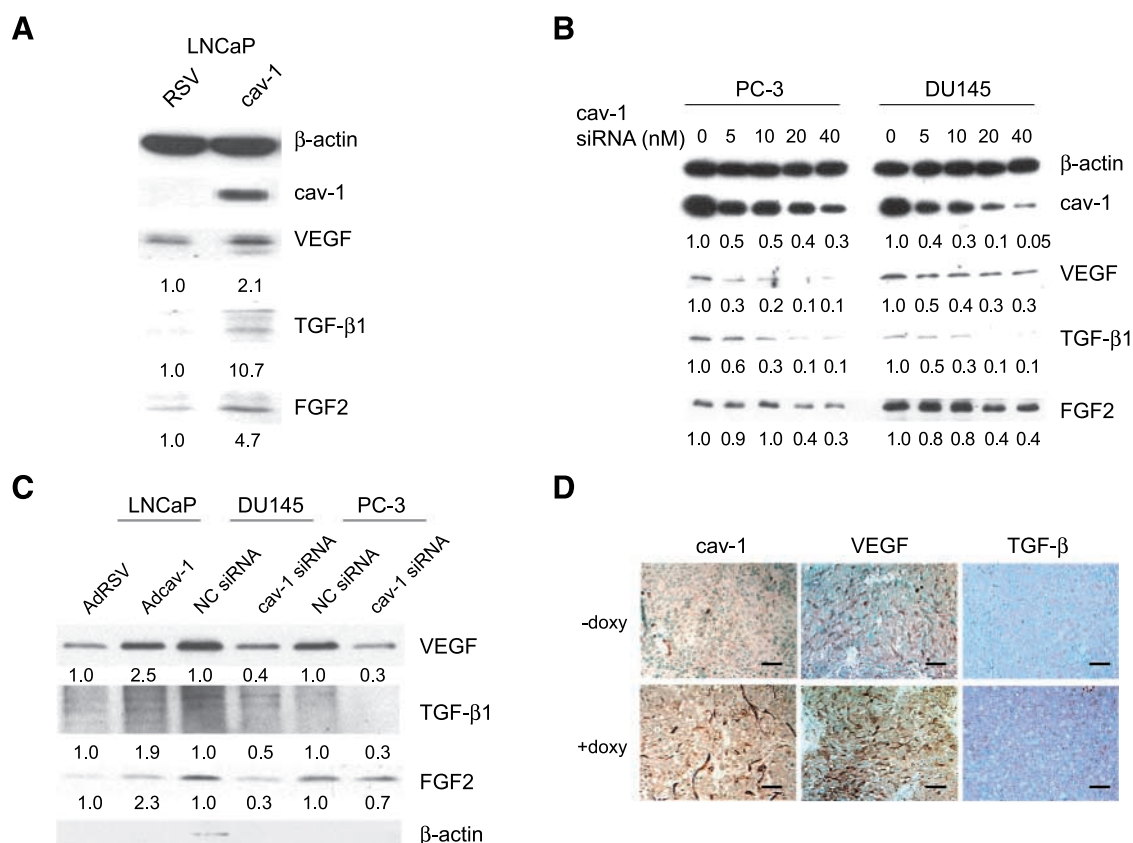 A
LNCaP
RSV cav-1
β-actin
cav-1
VEGF
1.0 2.1
TGF-β1
1.0 10.7
FGF2
1.0 4.7
B
PC-3 DU145
cav-1
siRNA (nM) 0 5 10 20 40 0 5 10 20 40
β-actin
cav-1
1.0 0.5 0.5 0.4 0.3 1.0 0.4 0.3 0.1 0.05
VEGF
1.0 0.3 0.2 0.1 0.1 1.0 0.5 0.4 0.3 0.3
TGF-β1
1.0 0.6 0.3 0.1 0.1 1.0 0.5 0.3 0.1 0.1
FGF2
1.0 0.9 1.0 0.4 0.3 1.0 0.8 0.8 0.4 0.4
C
LNCaP DU145 PC-3
AdRSV Adcav-1 NC siRNA cav-1 siRNA NC siRNA cav-1 siRNA
VEGF
1.0 2.5 1.0 0.4 1.0 0.3
TGF-β1
1.0 1.9 1.0 0.5 1.0 0.3
FGF2
1.0 2.3 1.0 0.3 1.0 0.7
β-actin
D
cav-1 VEGF TGF-β
-doxy
+doxy